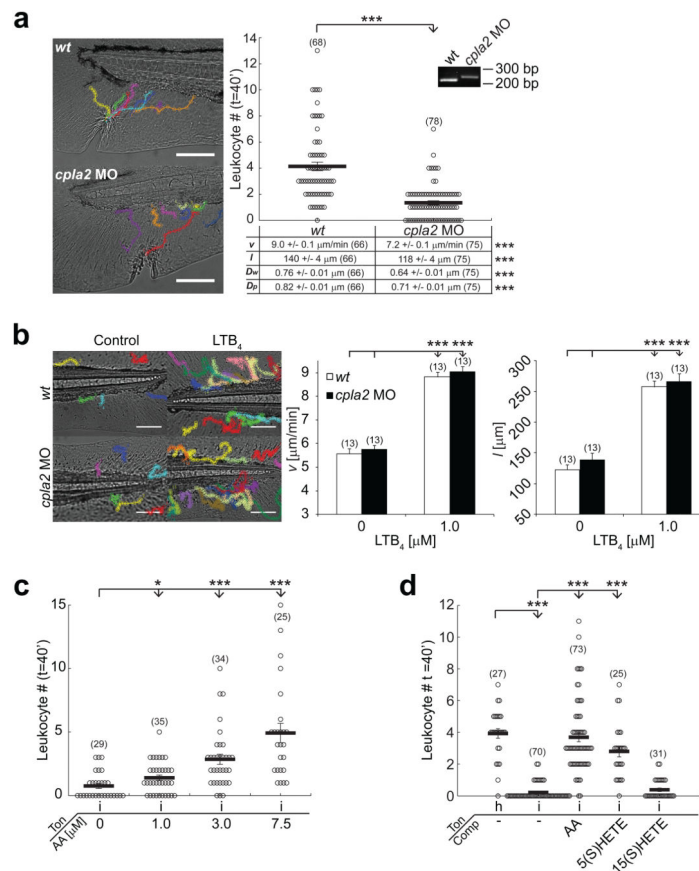 a
wt
cpla2 MO
***
(68)
(78)
Leukocyte # (t=40')
14
12
10
8
6
4
2
0
wt
cpla2 MO
300 bp
200 bp
wt cpla2 MO
v 9.0 +/- 0.1 μm/min (66) 7.2 +/- 0.1 μm/min (75) ***
l 140 +/- 4 μm (66) 118 +/- 4 μm (75) ***
Dw 0.76 +/- 0.01 μm (66) 0.64 +/- 0.01 μm (75) ***
Dp 0.82 +/- 0.01 μm (66) 0.71 +/- 0.01 μm (75) ***
b
Control LTB4
wt
cpla2 MO
*** ***
wt
cpla2 MO
(13) (13) (13) (13)
v [μm/min]
9
8
7
6
5
4
3
0 1.0
LTB4 [μM]
*** ***
(13) (13) (13) (13)
l [μm]
300
250
200
150
100
50
0 1.0
LTB4 [μM]
c
* *** ***
(29) (35) (34) (25)
Leukocyte # (t=40')
15
10
5
0
Ton i i i i
AA [μM] 0 1.0 3.0 7.5
d
*** *** ***
(27) (70) (73) (25) (31)
Leukocyte # t =40'
12
10
8
6
4
2
0
Ton h i i i i
Comp - - AA 5(S)HETE 15(S)HETE